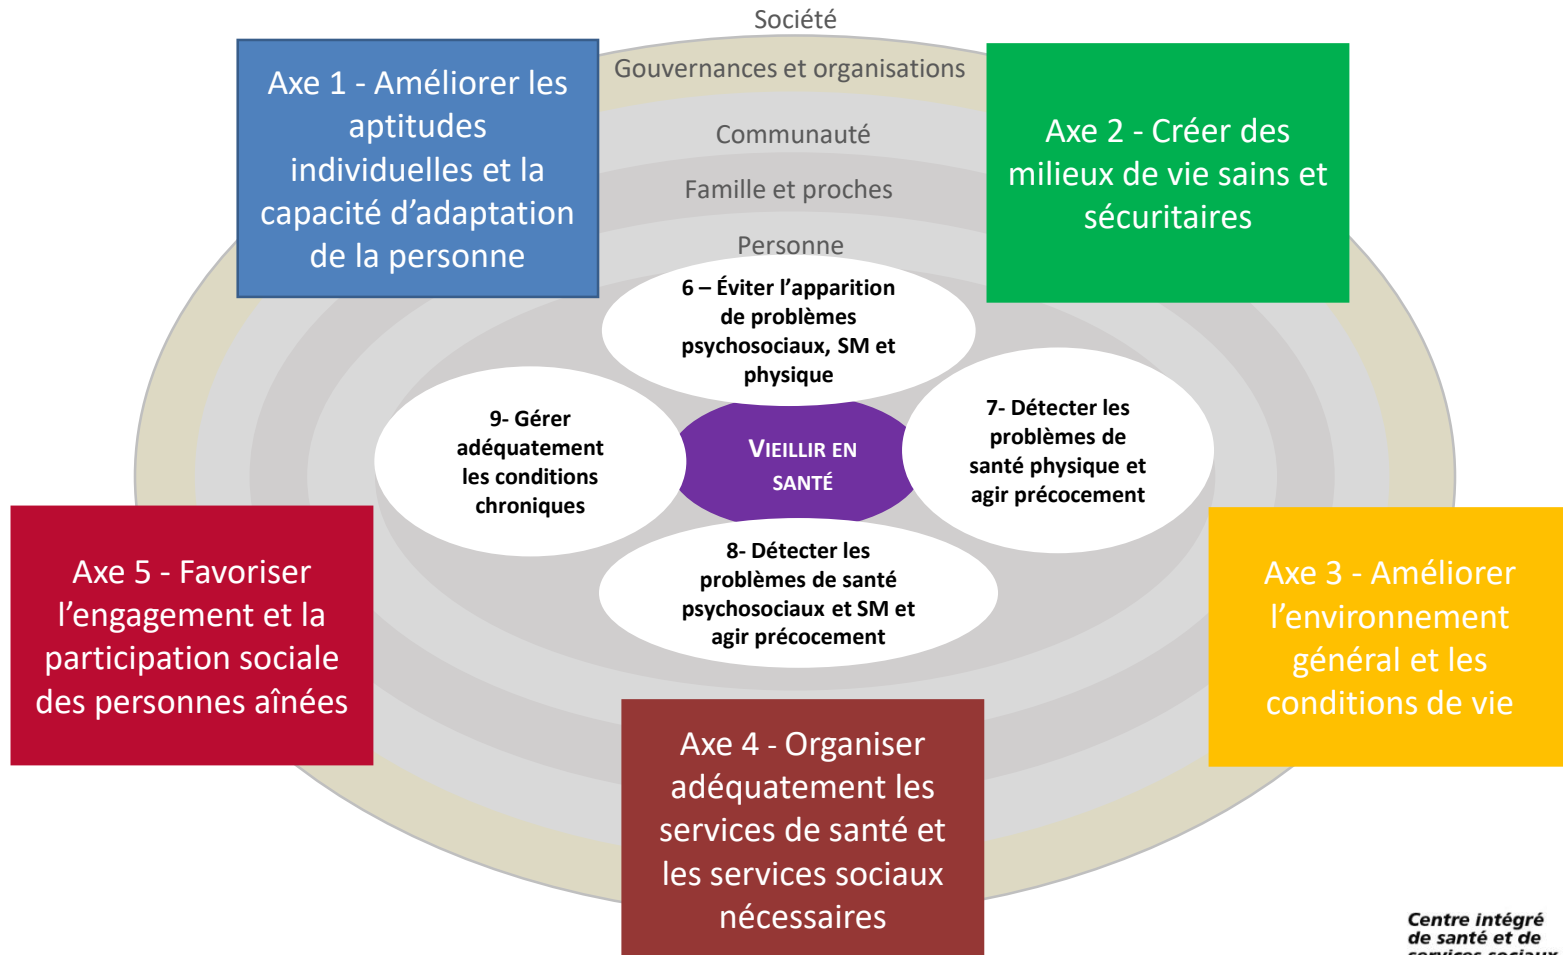 Société
Gouvernances et organisations
Communauté
Famille et proches
Personne
Axe 1 - Améliorer les
aptitudes
individuelles et la
capacité d'adaptation
de la personne
Axe 2 - Créer des
milieux de vie sains et
sécuritaires
6 – Éviter l'apparition
de problèmes
psychosociaux, SM et
physique
9- Gérer
adéquatement
les conditions
chroniques
VIEILLIR EN
SANTÉ
7- Détecter les
problèmes de
santé physique et
agir précocement
8- Détecter les
problèmes de santé
psychosociaux et SM et
agir précocement
Axe 5 - Favoriser
l'engagement et la
participation sociale
des personnes aînées
Axe 3 - Améliorer
l'environnement
général et les
conditions de vie
Axe 4 - Organiser
adéquatement les
services de santé et
les services sociaux
nécessaires
Centre intégré
de santé et de
services sociaux